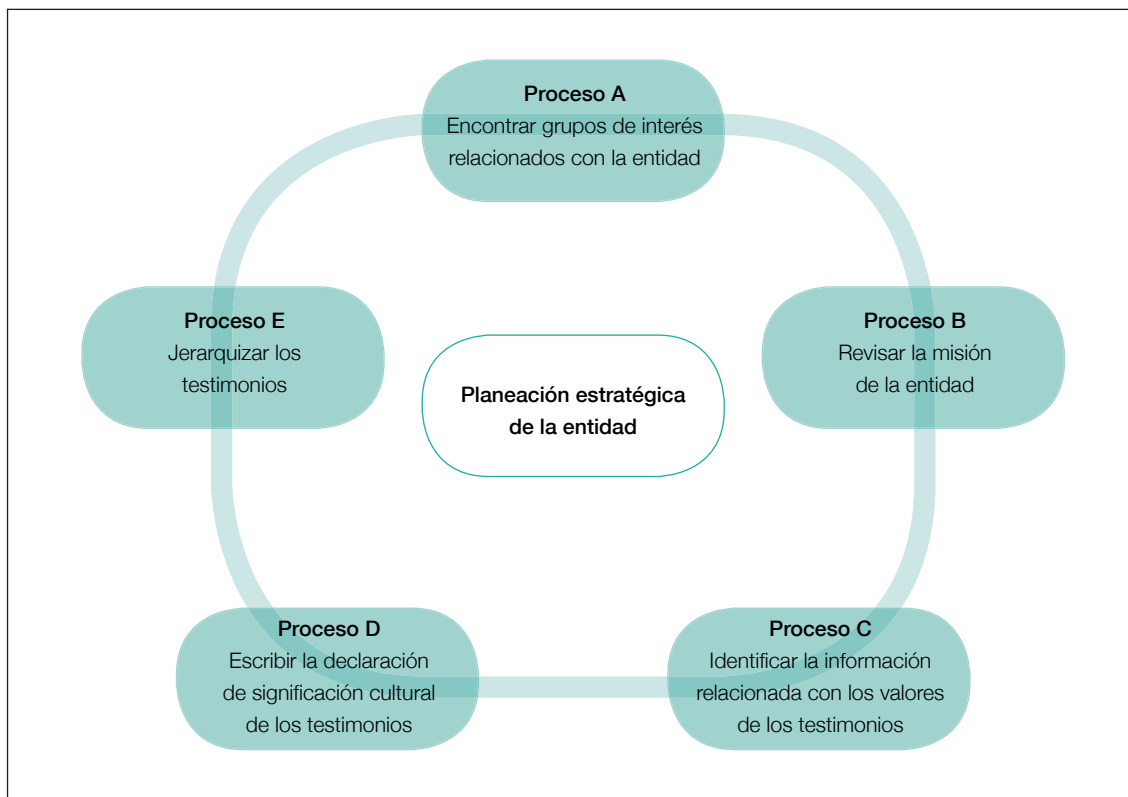 Proceso A
Encontrar grupos de interés
relacionados con la entidad
Proceso E
Jerarquizar los
testimonios
Proceso B
Revisar la misión
de la entidad
Planeación estratégica
de la entidad
Proceso D
Escribir la declaración
de significación cultural
de los testimonios
Proceso C
Identificar la información
relacionada con los valores
de los testimonios